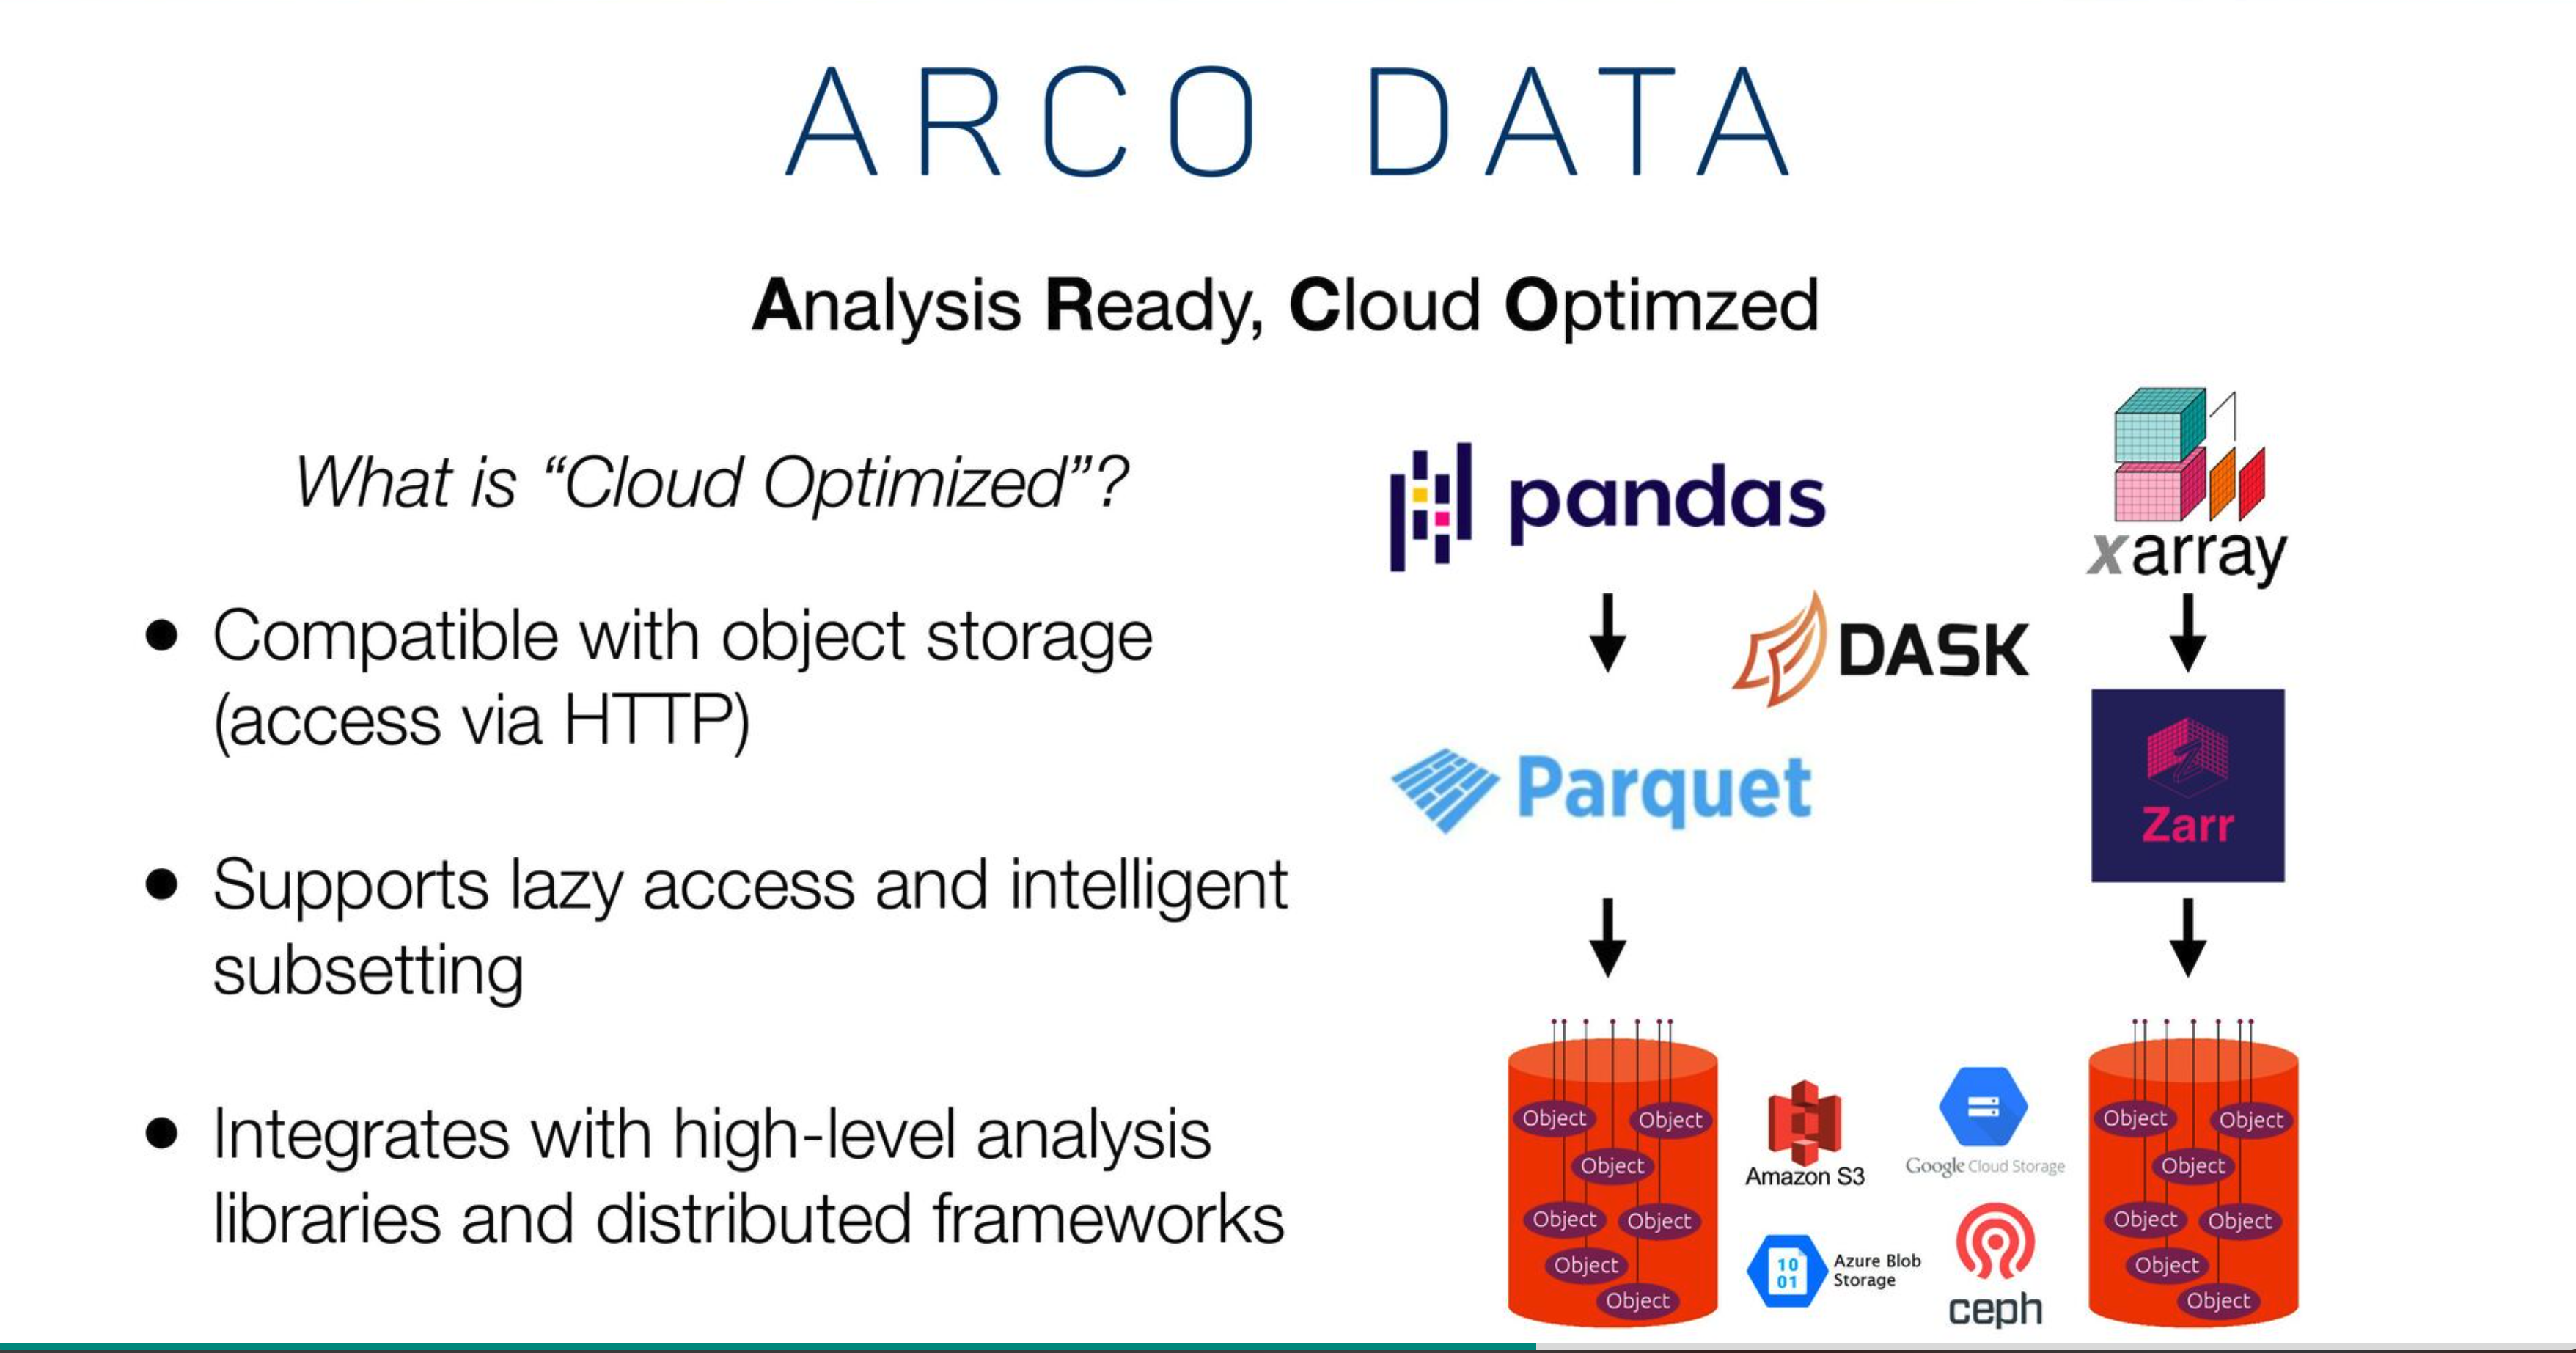 ARCO DATA
Analysis Ready, Cloud Optimzed
What is “Cloud Optimized”?
• Compatible with object storage
(access via HTTP)
• Supports lazy access and intelligent
subsetting
• Integrates with high-level analysis
libraries and distributed frameworks
pandas
xarray
DASK
Parquet
Zarr
Object
Object
Object
Object
Object
Object
Object
Amazon S3
Google Cloud Storage
10
01
Azure Blob
Storage
ceph
Object
Object
Object
Object
Object
Object
Object